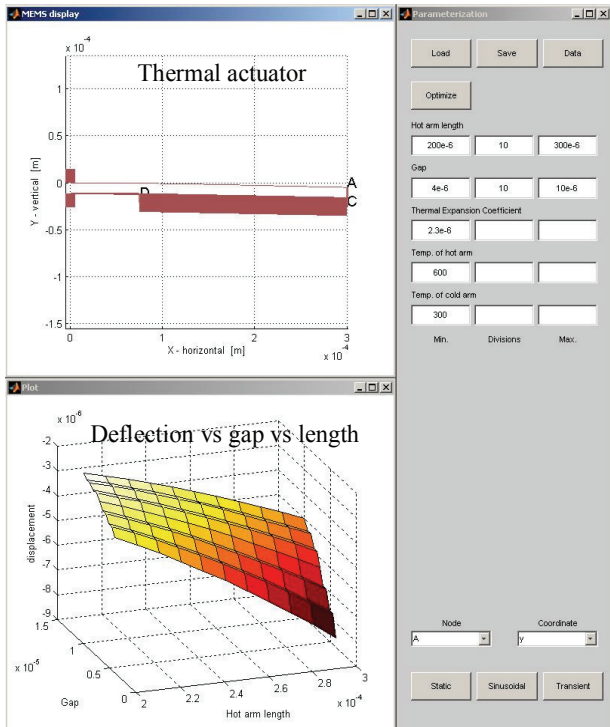 MEMS display
x 10^-4
Thermal actuator
1
0.5
0
-0.5
-1
-1.5
A
D
C
Y - vertical [m]
0
1
2
3
X - horizontal [m]
x 10^-4
Plot
x 10^-6
Deflection vs gap vs length
-2
-3
-4
-5
-6
-7
-8
-9
displacement
1.5
1
0.5
0
x 10^-5
Gap
2
2.2
2.4
2.6
2.8
3
x 10^-4
Hot arm length
Parameterization
Load Save Data
Optimize
Hot arm length
200e-6 10 300e-6
Gap
4e-6 10 10e-6
Thermal Expansion Coefficient
2.3e-6
Temp. of hot arm
600
Temp. of cold arm
300
Min. Divisions Max.
Node Coordinate
A y
Static Sinusoidal Transient